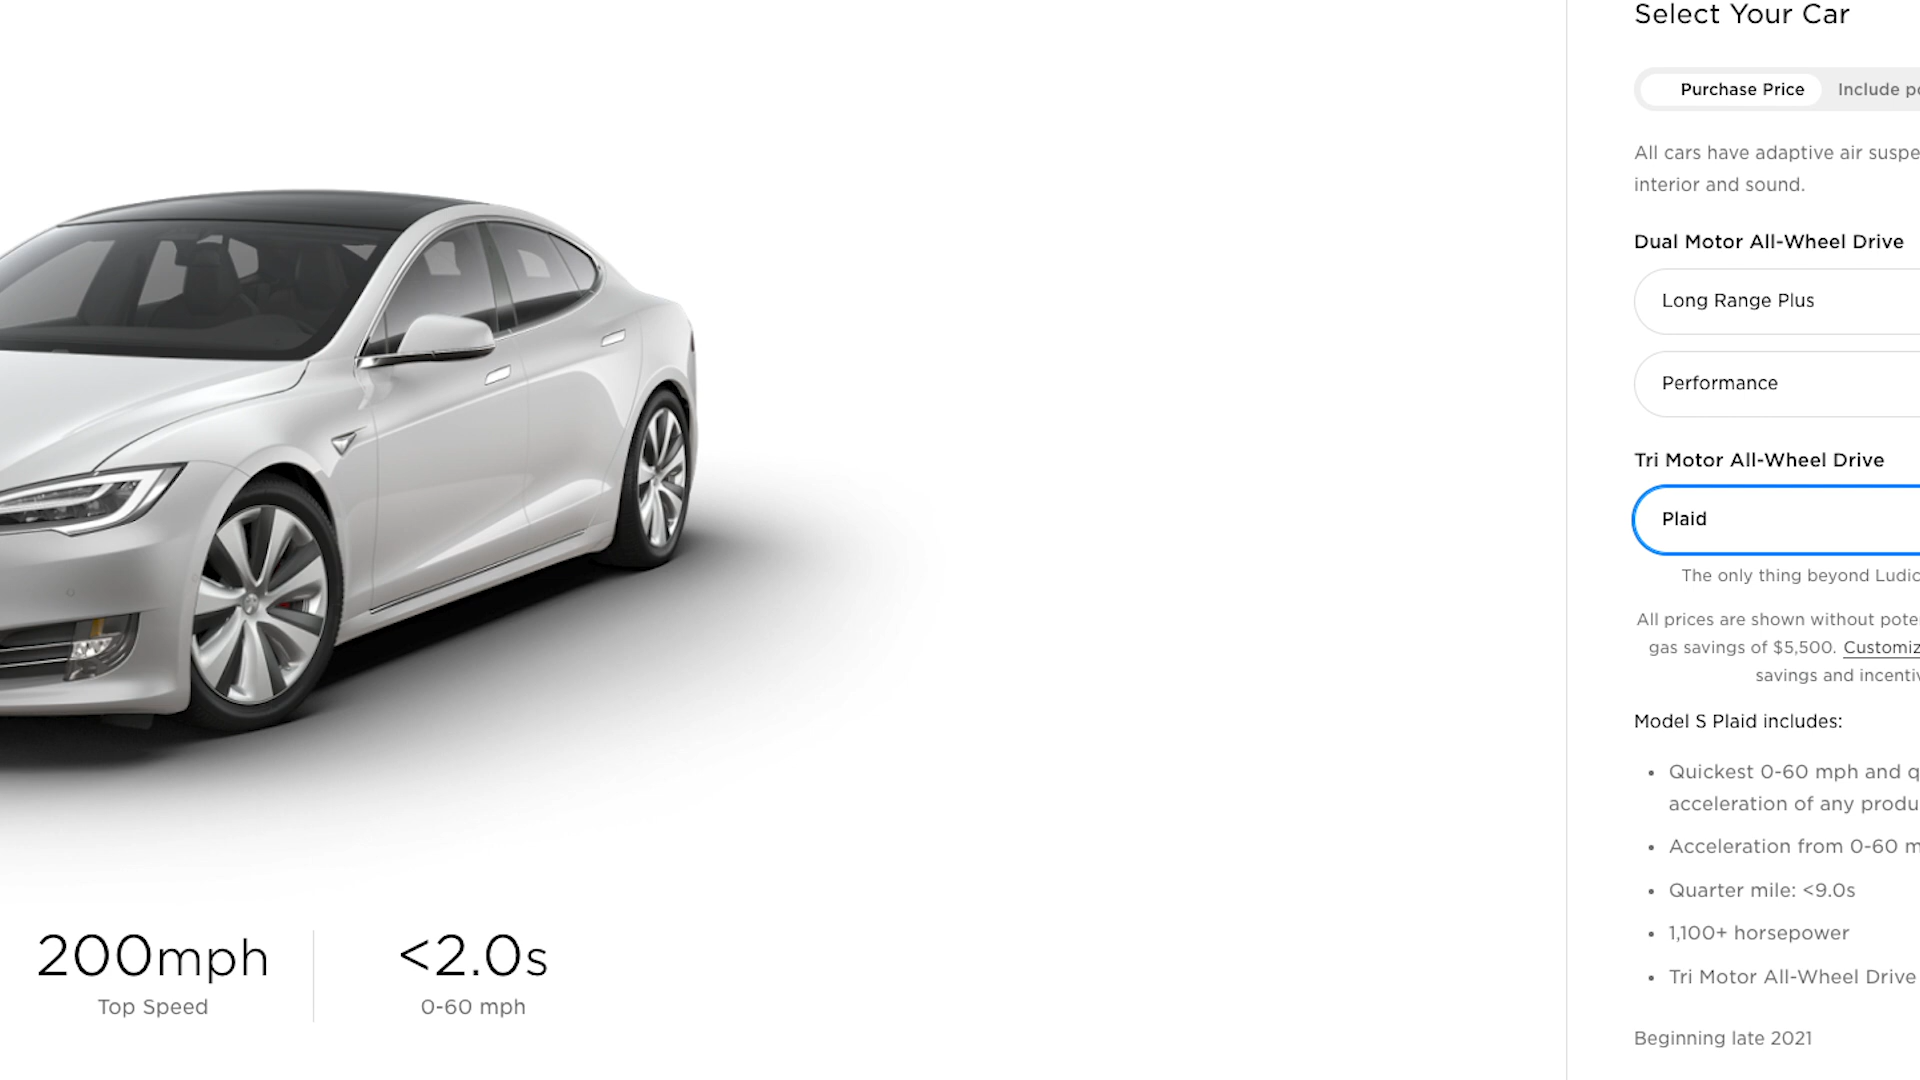 Select Your Car
Purchase Price Include
All cars have adaptive air
interior and sound.
Dual Motor All-Wheel Drive
Long Range Plus
Performance
Tri Motor All-Wheel Drive
Plaid
The only thing beyond
All prices are shown without
gas savings of $5,500.
savings and
Model S Plaid includes:
Quickest 0-60 mph and
acceleration of any
Acceleration from 0-60
Quarter mile: <9.0s
1,100+ horsepower
Tri Motor All-Wheel Drive
Beginning late 2021
200mph
Top Speed
<2.0s
0-60 mph